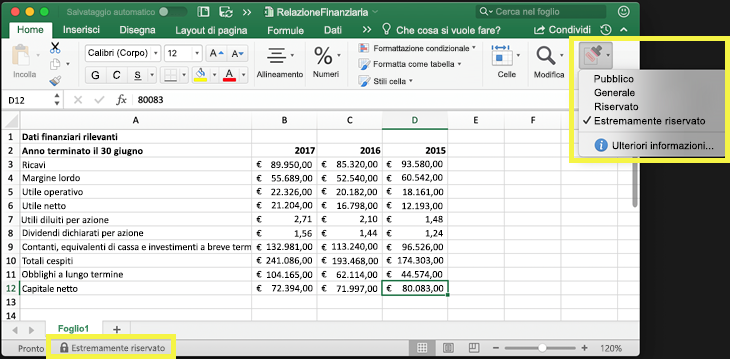 Salvataggio automatico RelazioneFinanziaria Cerca nel foglio
Home Inserisci Disegna Layout di pagina Formule Dati Che cosa si vuole fare? Condividi
Incolla
Calibri (Corpo) 12
G C S
Allineamento
Numeri
Formattazione condizionale
Formatta come tabella
Stili cella
Celle
Modifica
Pubblico
Generale
Riservato
✓ Estremamente riservato
Ulteriori informazioni...
D12 fx 80083
A B C D E F
1 Dati finanziari rilevanti
2 Anno terminato il 30 giugno 2017 2016 2015
3 Ricavi € 89.950,00 € 85.320,00 € 93.580,00
4 Margine lordo € 55.689,00 € 52.540,00 € 60.542,00
5 Utile operativo € 22.326,00 € 20.182,00 € 18.161,00
6 Utile netto € 21.204,00 € 16.798,00 € 12.193,00
7 Utili diluiti per azione € 2,71 € 2,10 € 1,48
8 Dividendi dichiarati per azione € 1,56 € 1,44 € 1,24
9 Contanti, equivalenti di cassa e investimenti a breve term € 132.981,00 € 113.240,00 € 96.526,00
10 Totali cespiti € 241.086,00 € 193.468,00 € 174.303,00
11 Obblighi a lungo termine € 104.165,00 € 62.114,00 € 44.574,00
12 Capitale netto € 72.394,00 € 71.997,00 € 80.083,00
13
14
Foglio1 +
Pronto Estremamente riservato 120%